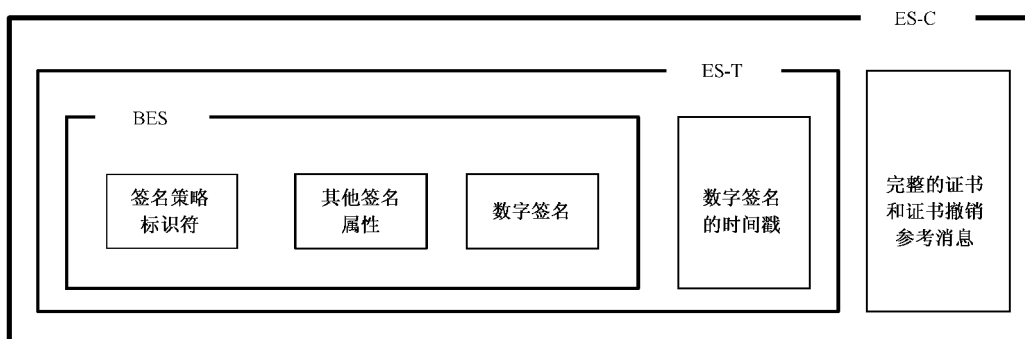 ES-C
ES-T
BES
签名策略
标识符
其他签名
属性
数字签名
数字签名
的时间戳
完整的证书
和证书撤销
参考消息